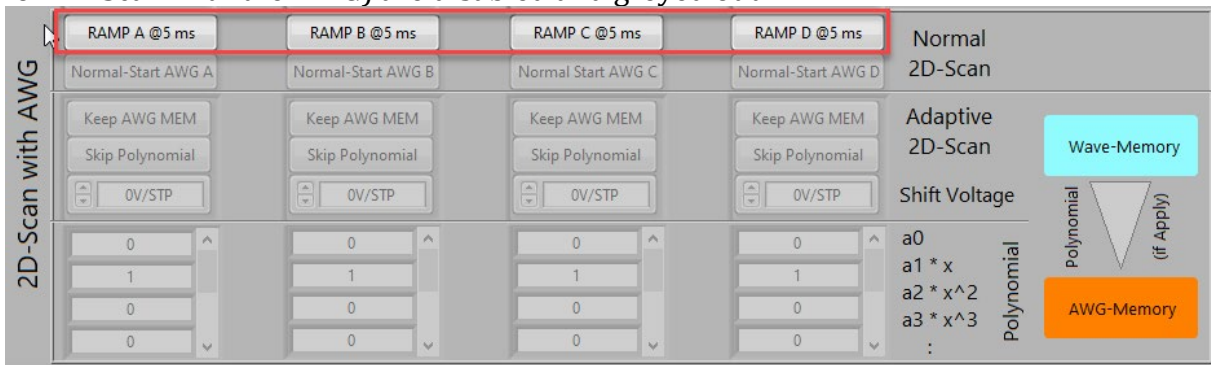 RAMP A @5 ms RAMP B @5 ms RAMP C @5 ms RAMP D @5 ms
Normal
2D-Scan
Normal-Start AWG A Normal-Start AWG B Normal Start AWG C Normal-Start AWG D
2D-Scan with AWG
Keep AWG MEM Keep AWG MEM Keep AWG MEM Keep AWG MEM
Adaptive
2D-Scan
Skip Polynomial Skip Polynomial Skip Polynomial Skip Polynomial
0V/STP 0V/STP 0V/STP 0V/STP
Shift Voltage
0 0 0 0 a0
1 1 1 1 a1 * x
0 0 0 0 a2 * x^2
0 0 0 0 a3 * x^3
:
Polynomial
Wave-Memory
Polynomial
(if Apply)
AWG-Memory